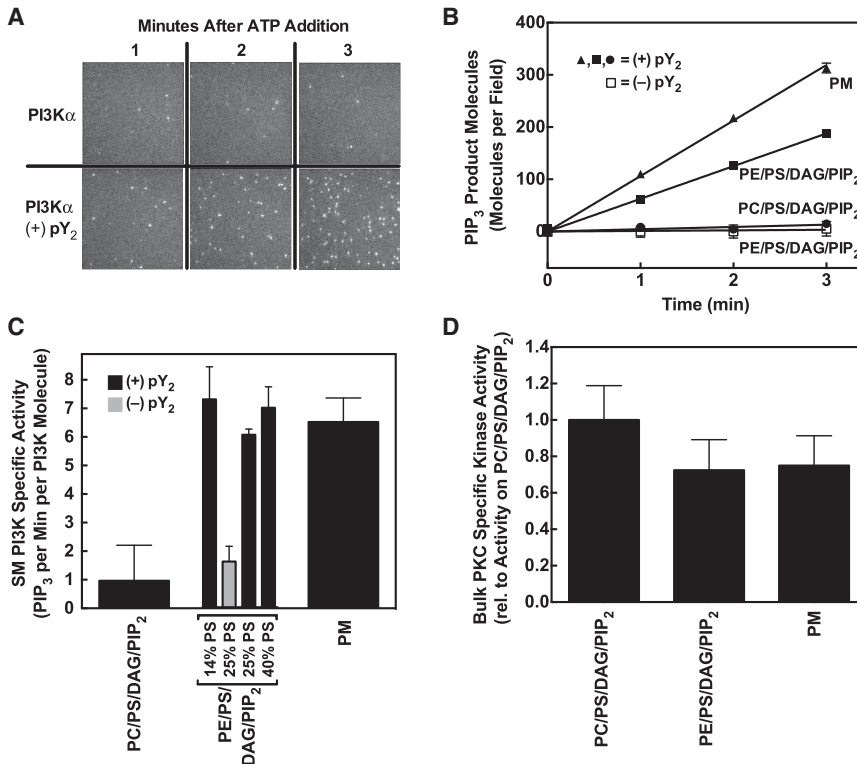 A
Minutes After ATP Addition
1 2 3
PI3Kα
PI3Kα
(+) pY2
B
PIP3 Product Molecules
(Molecules per Field)
400
300
200
100
0
▲,■,● = (+) pY2
□ = (−) pY2
PM
PE/PS/DAG/PIP2
PC/PS/DAG/PIP2
PE/PS/DAG/PIP2
0 1 2 3
Time (min)
C
SM PI3K Specific Activity
(PIP3 per Min per PI3K Molecule)
8
7
6
5
4
3
2
1
0
(+) pY2
(−) pY2
PC/PS/DAG/PIP2
14% PS
25% PS
25% PS
40% PS
PE/PS/
DAG/PIP2
PM
D
Bulk PKC Specific Kinase Activity
(rel. to Activity on PC/PS/DAG/PIP2)
1.4
1.2
1.0
0.8
0.6
0.4
0.2
0.0
PC/PS/DAG/PIP2
PE/PS/DAG/PIP2
PM